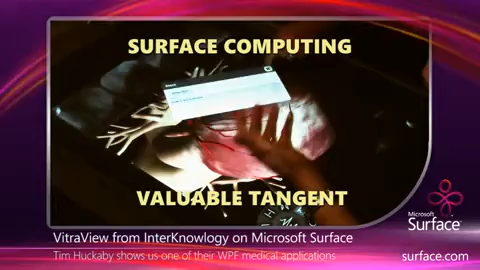 SURFACE COMPUTING
VALUABLE TANGENT
Microsoft
Surface
VitraView from InterKnowlogy on Microsoft Surface
Tim Huckaby shows us one of their WPF medical applications
surface.com